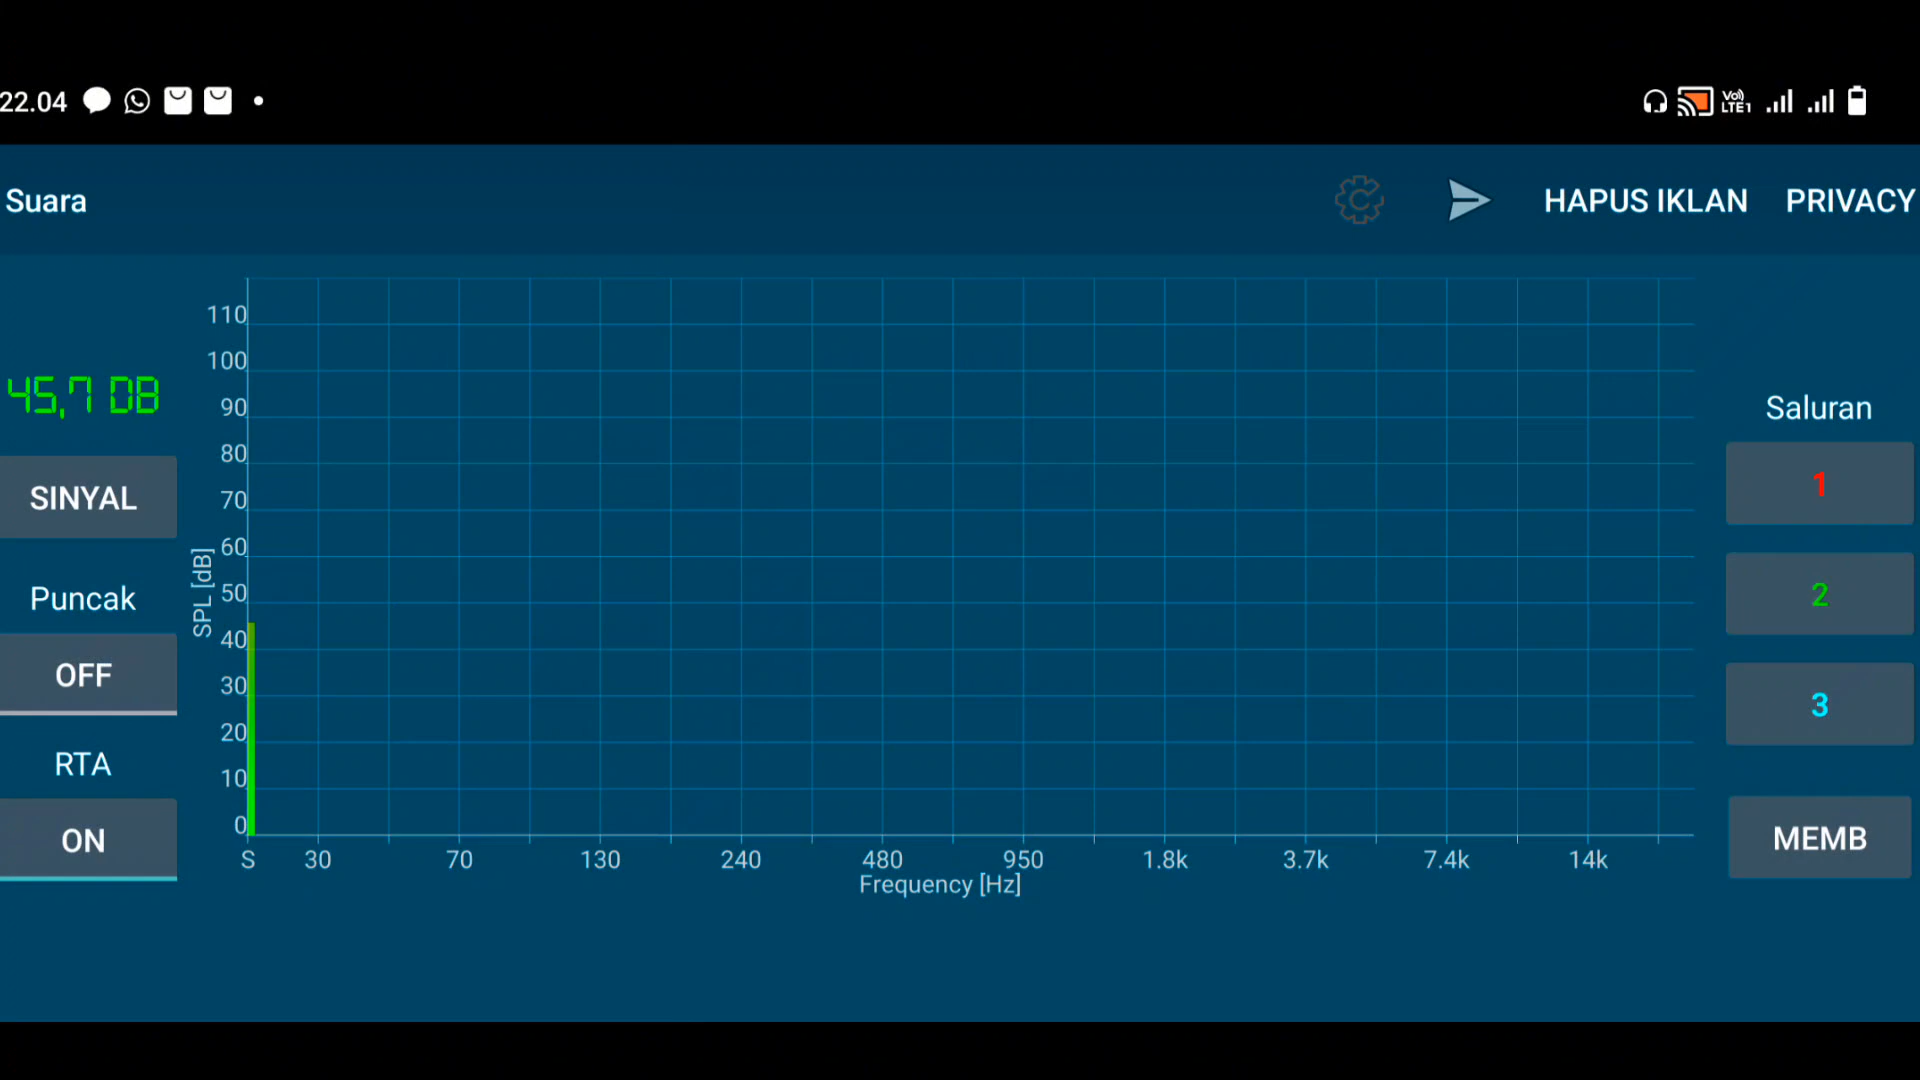 22.04
VoI) LTE1
Suara
HAPUS IKLAN
PRIVACY
45,7 DB
SINYAL
Puncak
OFF
RTA
ON
SPL [dB]
110
100
90
80
70
60
50
40
30
20
10
0
S 30 70 130 240 480 950 1.8k 3.7k 7.4k 14k
Frequency [Hz]
Saluran
1
2
3
MEMB